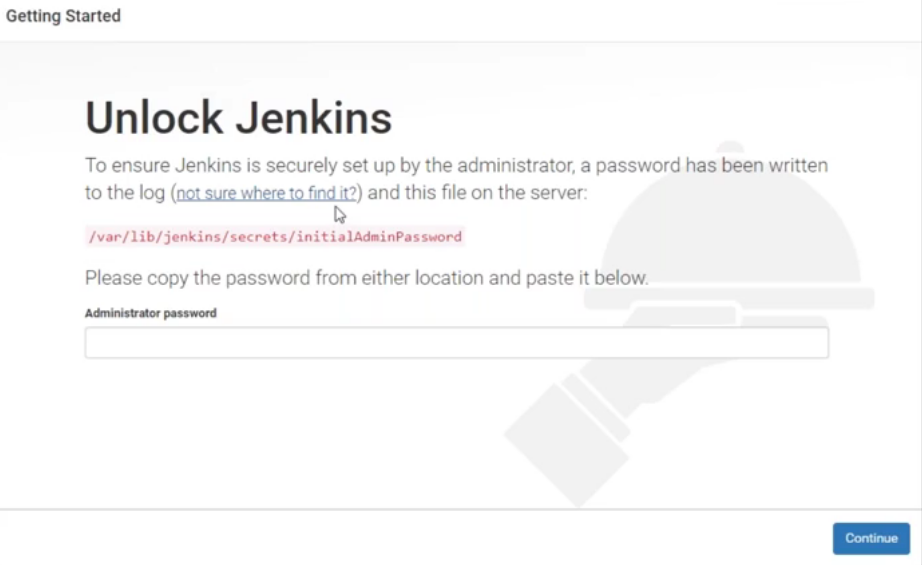 Getting Started
Unlock Jenkins
To ensure Jenkins is securely set up by the administrator, a password has been written
to the log (not sure where to find it?) and this file on the server:
/var/lib/jenkins/secrets/initialAdminPassword
Please copy the password from either location and paste it below.
Administrator password
Continue